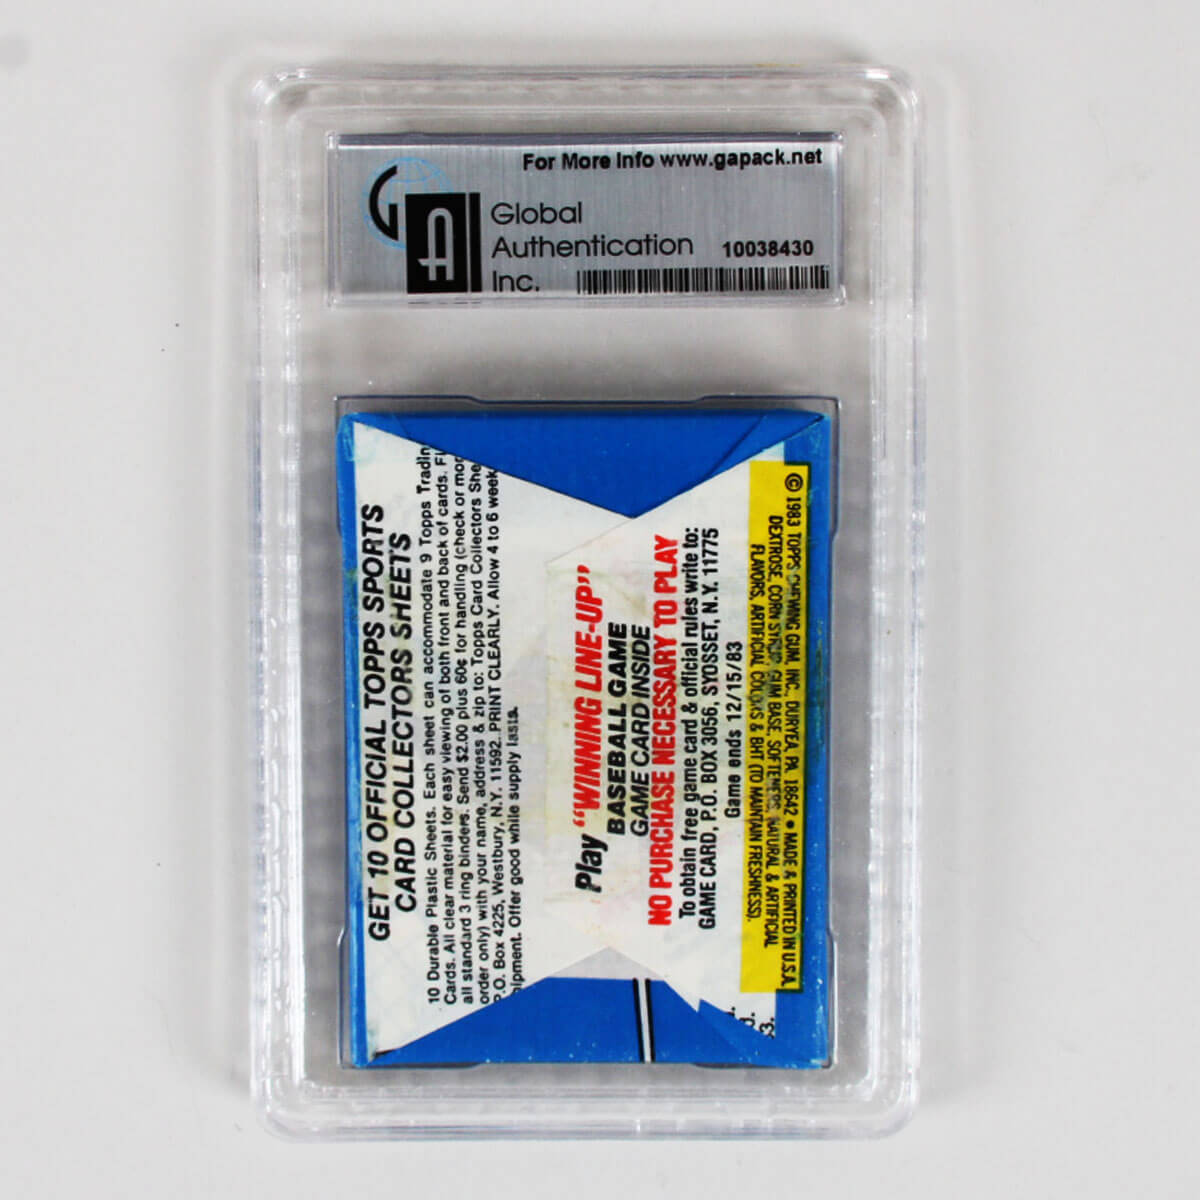 For More Info www.gapack.net
GA
Global
Authentication
Inc.
10038430
GET 10 OFFICIAL TOPPS SPORTS
CARD COLLECTORS SHEETS
10 Durable Plastic Sheets. Each sheet can accommodate 9 Topps Tradin
Cards. All clear material for easy viewing of both front and back of cards. Fi
all standard 3 ring binders. Send $2.00 plus 60¢ for handling (check or mon
order only) with your name, address & zip to: Topps Card Collectors Shee
P.O. Box 4225, Westbury, N.Y. 11592. PRINT CLEARLY. Allow 4 to 6 week
hipment. Offer good while supply lasts.
Play "WINNING LINE-UP"
BASEBALL GAME
GAME CARD INSIDE
NO PURCHASE NECESSARY TO PLAY
To obtain free game card & official rules write to:
GAME CARD, P.O. BOX 3056, SYOSSET, N.Y. 11775
Game ends 12/15/83
© 1983 TOPPS CHEWING GUM, INC., DURYEA, PA. 18642 • MADE & PRINTED IN U.S.A.
DEXTROSE, CORN SYRUP, GUM BASE, SOFTENERS, NATURAL & ARTIFICIAL
FLAVORS, ARTIFICIAL COLORS & BHT (TO MAINTAIN FRESHNESS).